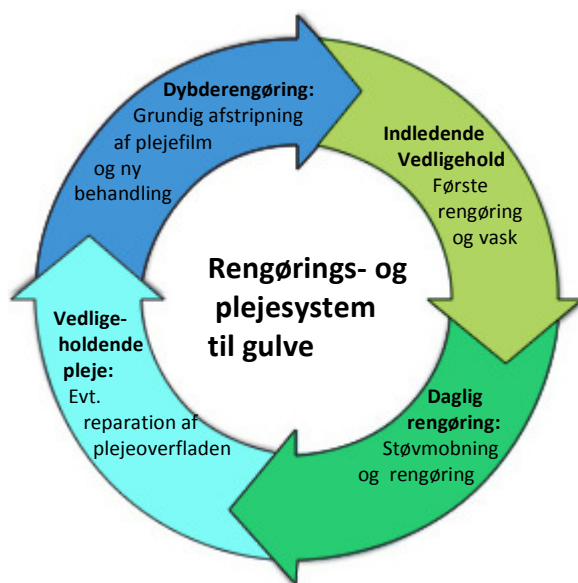 Dybderengøring:
Grundig afstripning
af plejefilm
og ny
behandling
Indledende
Vedligehold
Første
rengøring
og vask
Rengørings- og
plejesystem
til gulve
Vedlige-
holdende
pleje:
Evt.
reparation af
plejeoverfladen
Daglig
rengøring:
Støvmobning
og rengøring